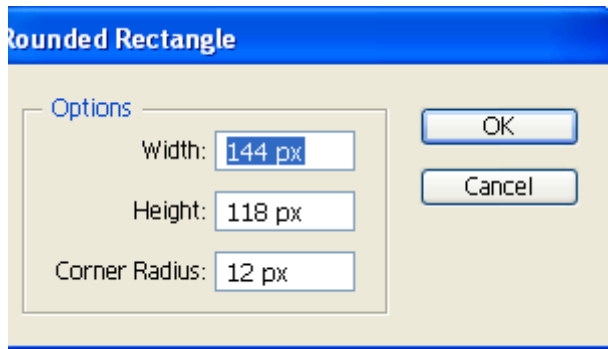 Rounded Rectangle
Options
Width: 144 px
Height: 118 px
Corner Radius: 12 px
OK
Cancel